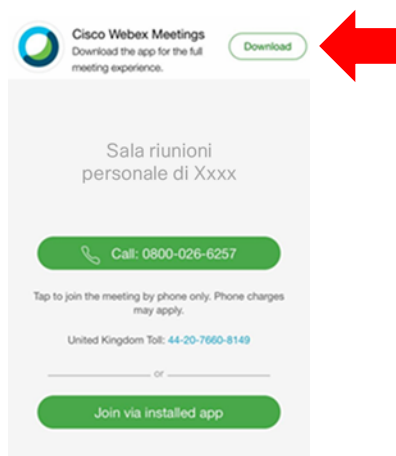 Cisco Webex Meetings
Download the app for the full
meeting experience.
Download
Sala riunioni
personale di Xxxx
Call: 0800-026-6257
Tap to join the meeting by phone only. Phone charges
may apply.
United Kingdom Toll: 44-20-7660-8149
or
Join via installed app